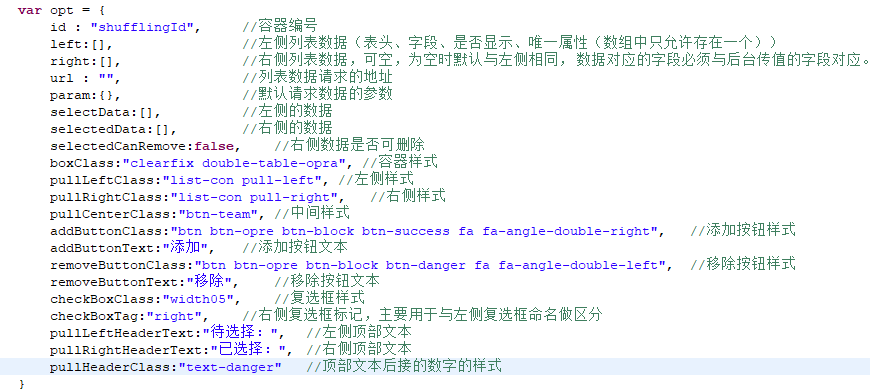 var opt = {
id : "shufflingId", //容器编号
left:[], //左侧列表数据（表头、字段、是否显示、唯一属性（数组中只允许存在一个））
right:[], //右侧列表数据，可空，为空时默认与左侧相同， 数据对应的字段必须与后台传值的字段对应。
url : "", //列表数据请求的地址
param:{}, //默认请求数据的参数
selectData:[], //左侧的数据
selectedData:[], //右侧的数据
selectedCanRemove:false, //右侧数据是否可删除
boxClass:"clearfix double-table-opra", //容器样式
pullLeftClass:"list-con pull-left", //左侧样式
pullRightClass:"list-con pull-right", //右侧样式
pullCenterClass:"btn-team", //中间样式
addButtonClass:"btn btn-opre btn-block btn-success fa fa-angle-double-right", //添加按钮样式
addButtonText:"添加", //添加按钮文本
removeButtonClass:"btn btn-opre btn-block btn-danger fa fa-angle-double-left", //移除按钮样式
removeButtonText:"移除", //移除按钮文本
checkBoxClass:"width05", //复选框样式
checkBoxTag:"right", //右侧复选框标记，主要用于与左侧复选框命名做区分
pullLeftHeaderText:"待选择：", //左侧顶部文本
pullRightHeaderText:"已选择：", //右侧顶部文本
pullHeaderClass:"text-danger" //顶部文本后接的数字的样式
}